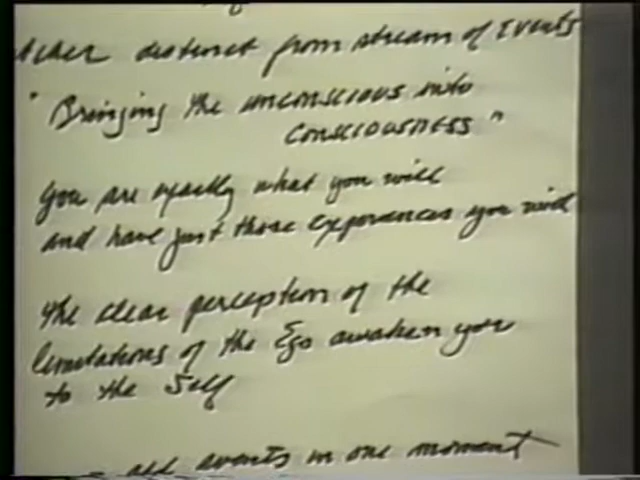 distinct from stream of Events
"Bringing the unconscious into
Consciousness"
You are exactly what you will
and have just those experiences you will
The clear perception of the
limitations of the Ego awaken you
to the Self
all events in one moment